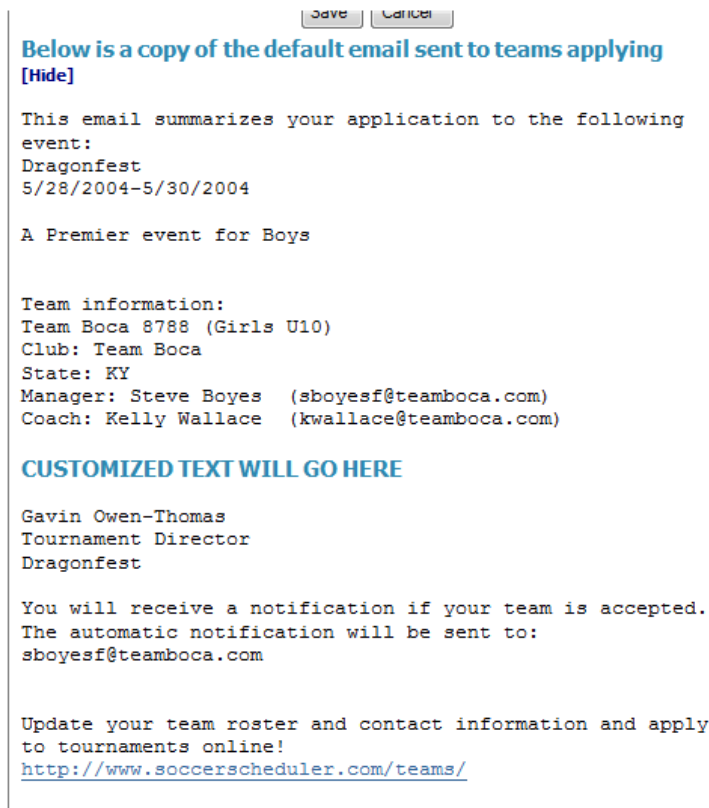 Save Cancel
Below is a copy of the default email sent to teams applying
[Hide]
This email summarizes your application to the following
event:
Dragonfest
5/28/2004-5/30/2004
A Premier event for Boys
Team information:
Team Boca 8788 (Girls U10)
Club: Team Boca
State: KY
Manager: Steve Boyes (sboyesf@teamboca.com)
Coach: Kelly Wallace (kwallace@teamboca.com)
CUSTOMIZED TEXT WILL GO HERE
Gavin Owen-Thomas
Tournament Director
Dragonfest
You will receive a notification if your team is accepted.
The automatic notification will be sent to:
sboyesf@teamboca.com
Update your team roster and contact information and apply
to tournaments online!
http://www.soccerscheduler.com/teams/